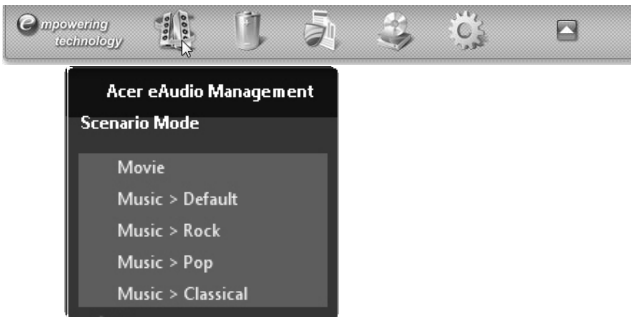 empowering
technology
Acer eAudio Management
Scenario Mode
Movie
Music > Default
Music > Rock
Music > Pop
Music > Classical